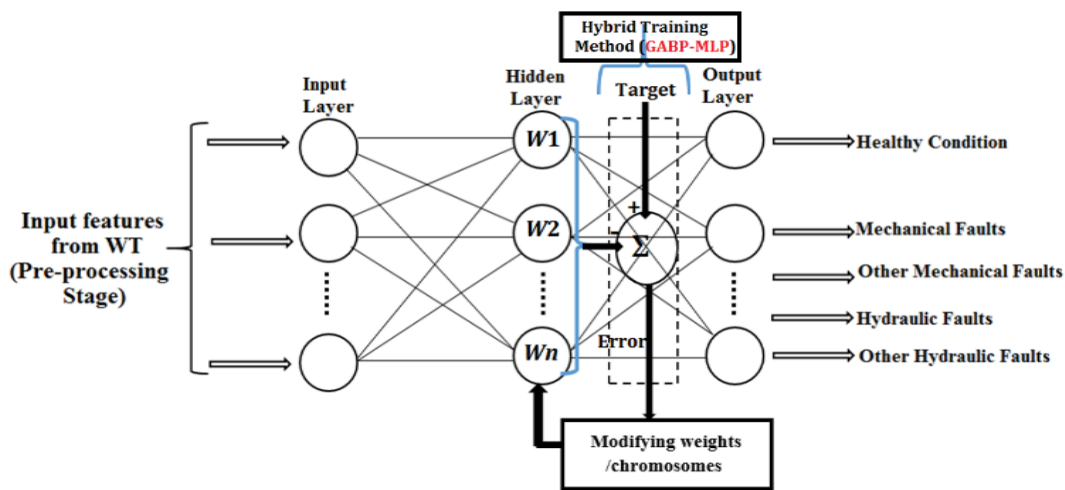 Hybrid Training
Method (GABP-MLP)
Input
Layer
Hidden
Layer
Target
Output
Layer
Input features
from WT
(Pre-processing
Stage)
W1
W2
Wn
+
-
Σ
Error
Healthy Condition
Mechanical Faults
Other Mechanical Faults
Hydraulic Faults
Other Hydraulic Faults
Modifying weights
/chromosomes